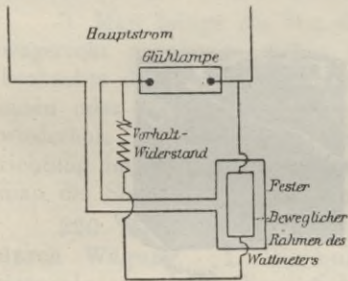 Hauptstrom
Glühlampe
Vorhalt-
Widerstand
Fester
Beweglicher
Rahmen des
Wattmeters